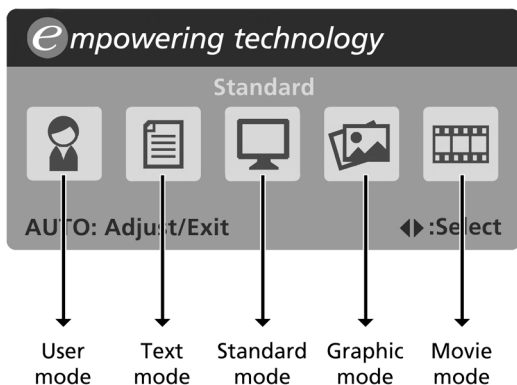 empowering technology
Standard
AUTO: Adjust/Exit ◀▶:Select
User mode
Text mode
Standard mode
Graphic mode
Movie mode